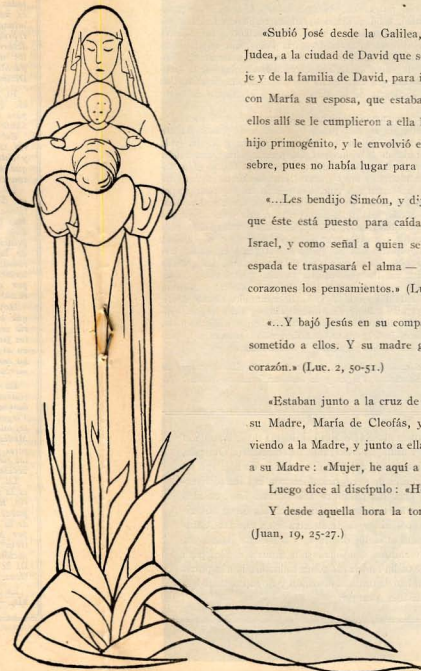 «Subió José desde la Galilea,
Judea, a la ciudad de David que s
je y de la familia de David, para i
con María su esposa, que estaba
ellos allí se le cumplieron a ella
hijo primogénito, y le envolvió e
sebre, pues no había lugar para
«...Les bendijo Simeón, y dij
que éste está puesto para caída
Israel, y como señal a quien se
espada te traspasará el alma —
corazones los pensamientos.» (Lu
«...Y bajó Jesús en su comp
sometido a ellos. Y su madre g
corazón.» (Luc. 2, 50-51.)
«Estaban junto a la cruz de
su Madre, María de Cleofás, y
viendo a la Madre, y junto a ell
a su Madre : «Mujer, he aquí a
Luego dice al discípulo : «H
Y desde aquella hora la to
(Juan, 19, 25-27.)